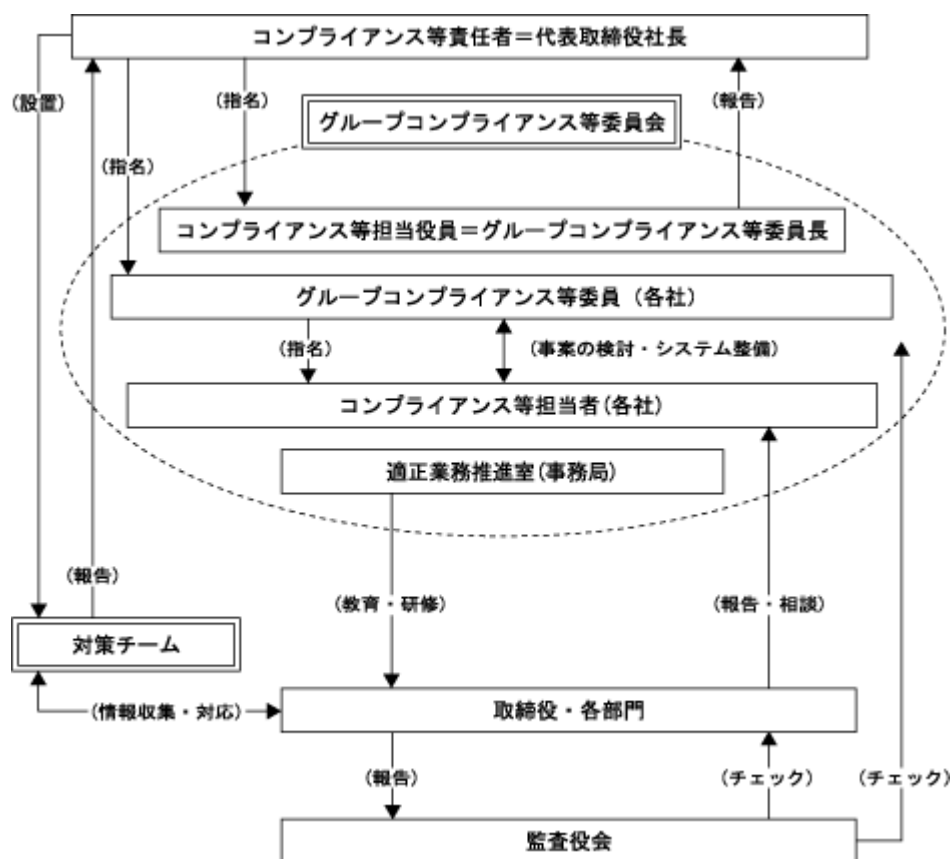 コンプライアンス等責任者＝代表取締役社長
(設置)
(指名)
(報告)
グループコンプライアンス等委員会
(指名)
コンプライアンス等担当役員＝グループコンプライアンス等委員長
グループコンプライアンス等委員（各社）
(指名)
(事案の検討・システム整備)
コンプライアンス等担当者(各社)
適正業務推進室(事務局)
(報告)
(教育・研修)
(報告・相談)
対策チーム
(情報収集・対応)
取締役・各部門
(報告)
(チェック)
(チェック)
監査役会